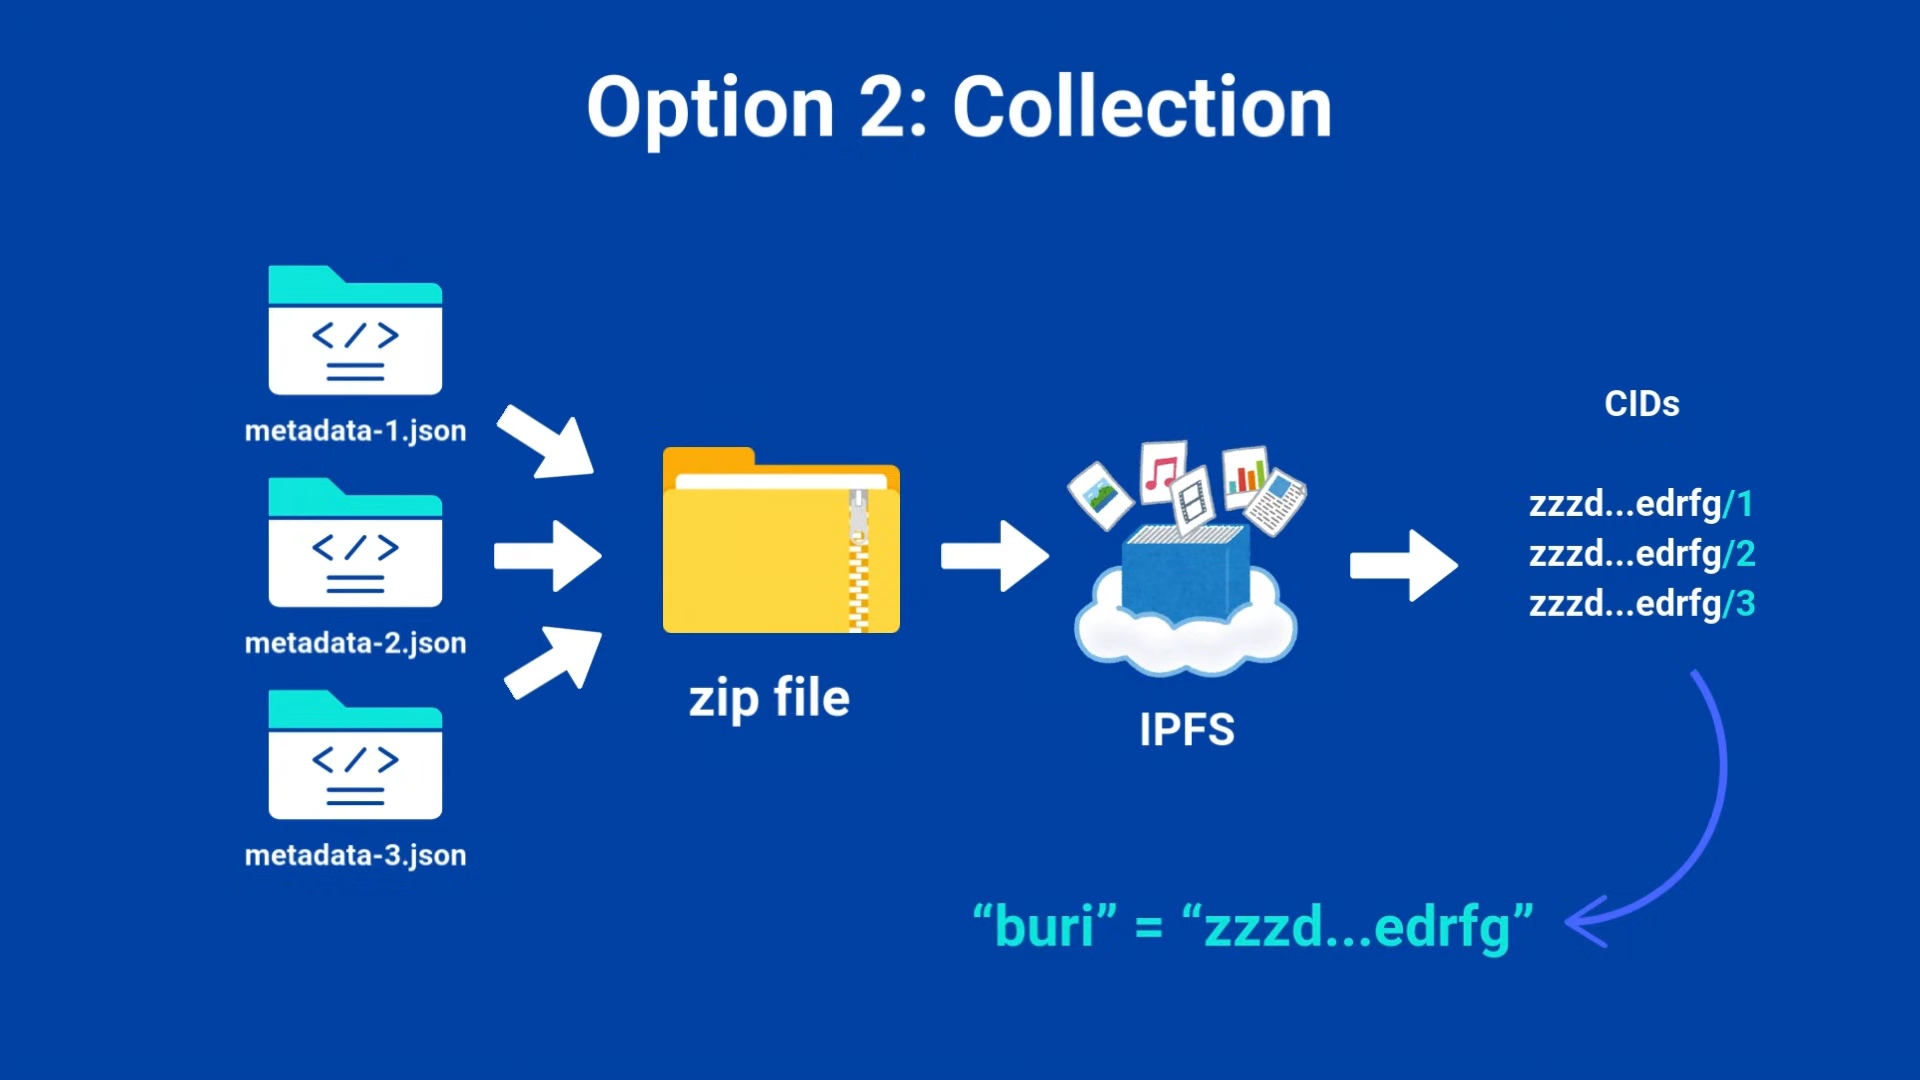 Option 2: Collection
metadata-1.json
metadata-2.json
metadata-3.json
zip file
IPFS
CIDs
zzzd...edrfg/1
zzzd...edrfg/2
zzzd...edrfg/3
“buri” = “zzzd...edrfg”